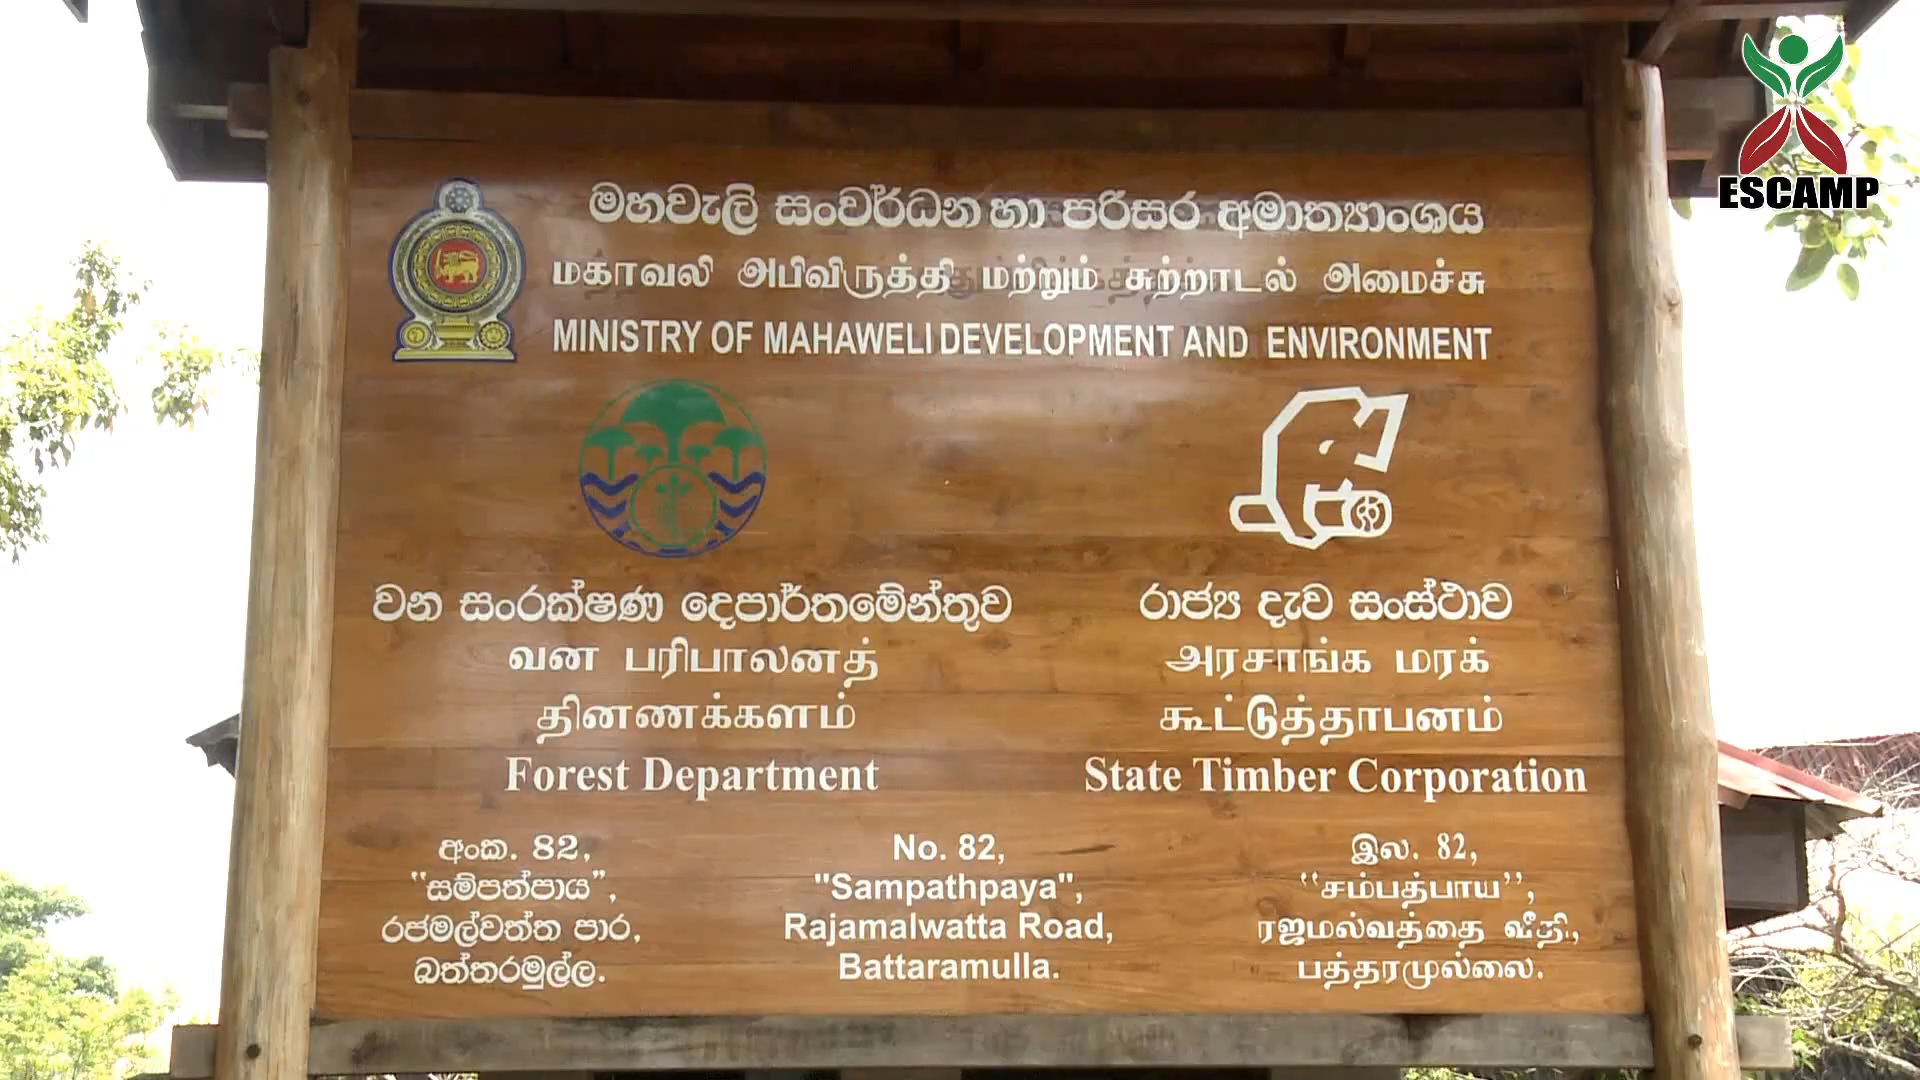 ESCAMP
මහවැලි සංවර්ධන හා පරිසර අමාත්‍යාංශය
மகாவலி அபிவிருத்தி மற்றும் சுற்றாடல் அமைச்சு
MINISTRY OF MAHAWELI DEVELOPMENT AND ENVIRONMENT
වන සංරක්ෂණ දෙපාර්තමේන්තුව
வன பரிபாலனத்
தினணக்களம்
Forest Department
රාජ්‍ය දැව සංස්ථාව
அரசாங்க மரக்
கூட்டுத்தாபனம்
State Timber Corporation
අංක. 82,
"සම්පත්පාය",
රජමල්වත්ත පාර,
බත්තරමුල්ල.
No. 82,
"Sampathpaya",
Rajamalwatta Road,
Battaramulla.
இல. 82,
"சம்பத்பாய",
ரஜமல்வத்தை வீதி,
பத்தரமுல்லை.